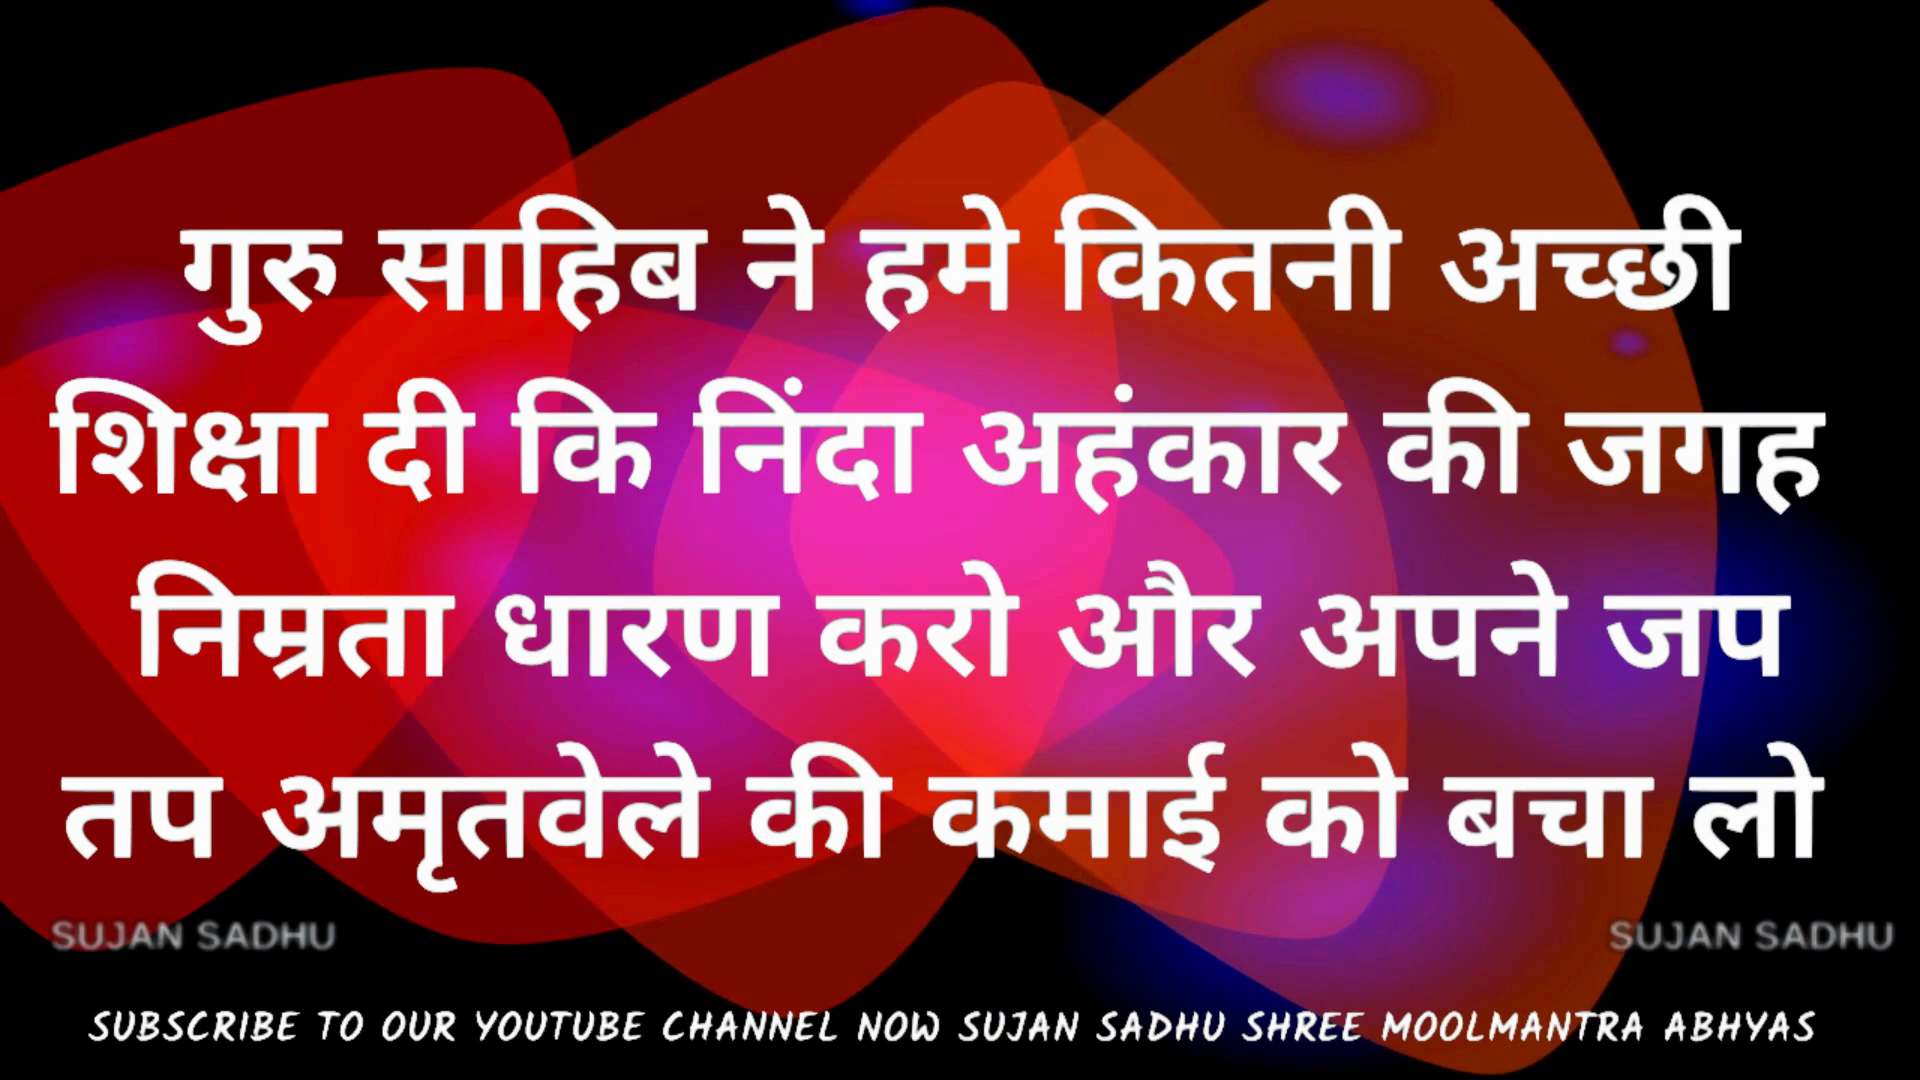 गुरु साहिब ने हमे कितनी अच्छी
शिक्षा दी कि निंदा अहंकार की जगह
निम्रता धारण करो और अपने जप
तप अमृतवेले की कमाई को बचा लो
SUJAN SADHU
SUJAN SADHU
SUBSCRIBE TO OUR YOUTUBE CHANNEL NOW SUJAN SADHU SHREE MOOLMANTRA ABHYAS